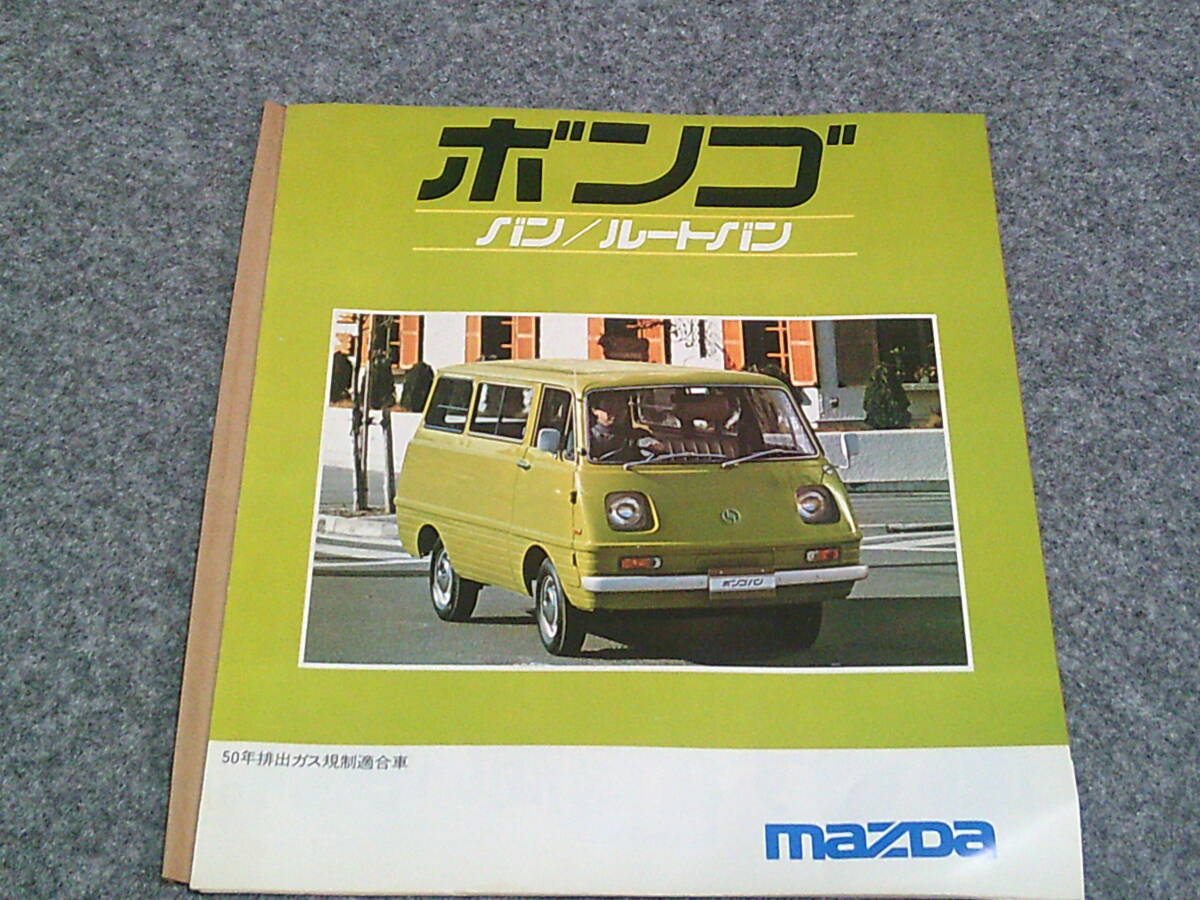 ボンゴ
バン/ルートバン
ボンゴバン
50年排出ガス規制適合車
mazda